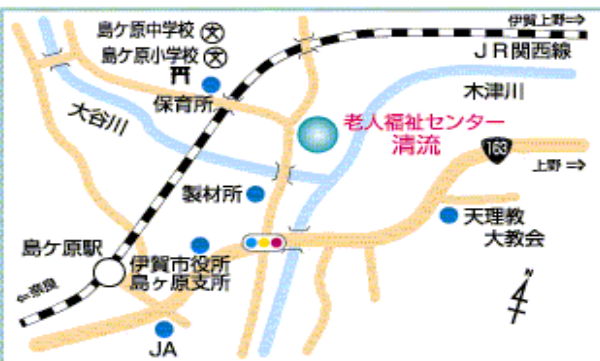 島ケ原中学校
島ケ原小学校
伊賀上野⇒
JR関西線
保育所
木津川
大谷川
老人福祉センター
清流
163
上野⇒
製材所
天理教
大教会
島ケ原駅
伊賀市役所
島ケ原支所
⇐奈良
N
JA